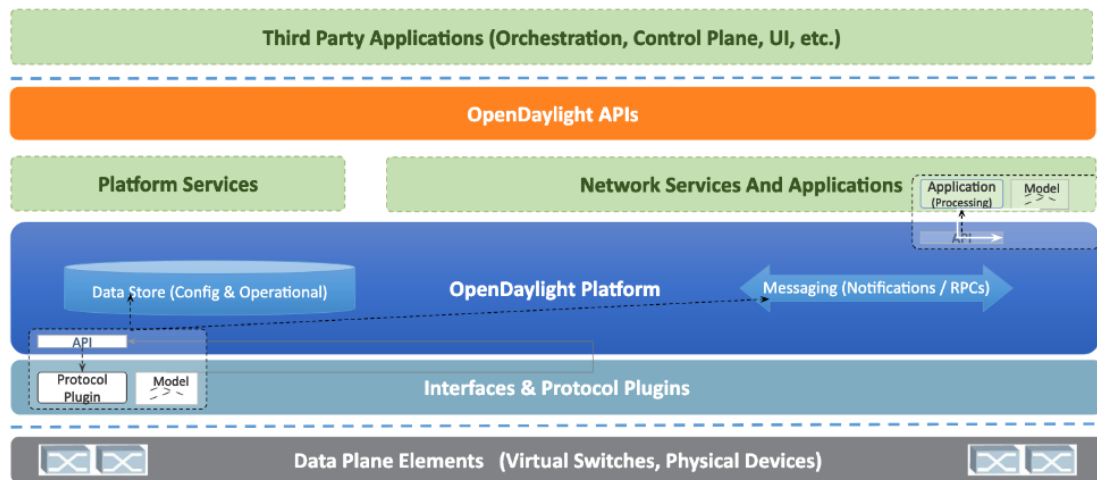 Third Party Applications (Orchestration, Control Plane, UI, etc.)
OpenDaylight APIs
Platform Services
Network Services And Applications
Application
(Processing)
Model
API
Data Store (Config & Operational)
OpenDaylight Platform
Messaging (Notifications / RPCs)
API
Protocol
Plugin
Model
Interfaces & Protocol Plugins
Data Plane Elements (Virtual Switches, Physical Devices)